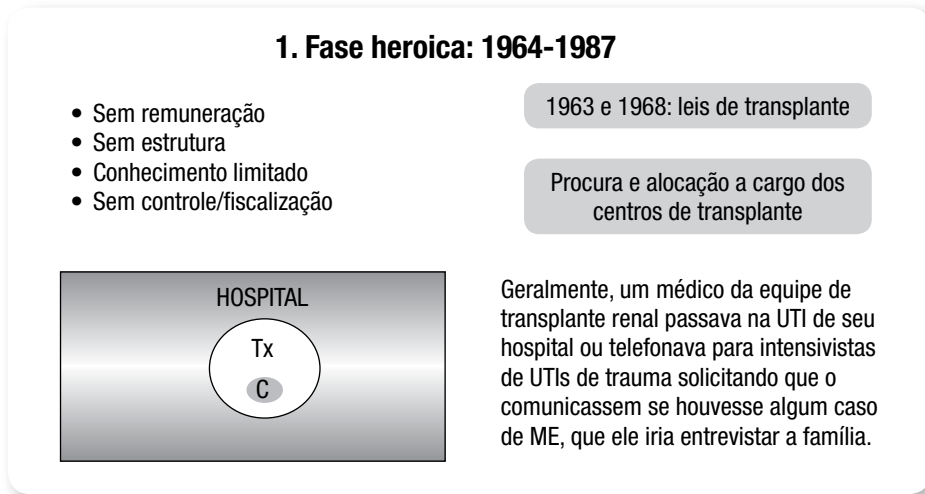 1. Fase heroica: 1964-1987
• Sem remuneração
• Sem estrutura
• Conhecimento limitado
• Sem controle/fiscalização
1963 e 1968: leis de transplante
Procura e alocação a cargo dos
centros de transplante
HOSPITAL
Tx
C
Geralmente, um médico da equipe de
transplante renal passava na UTI de seu
hospital ou telefonava para intensivistas
de UTIs de trauma solicitando que o
comunicassem se houvesse algum caso
de ME, que ele iria entrevistar a família.